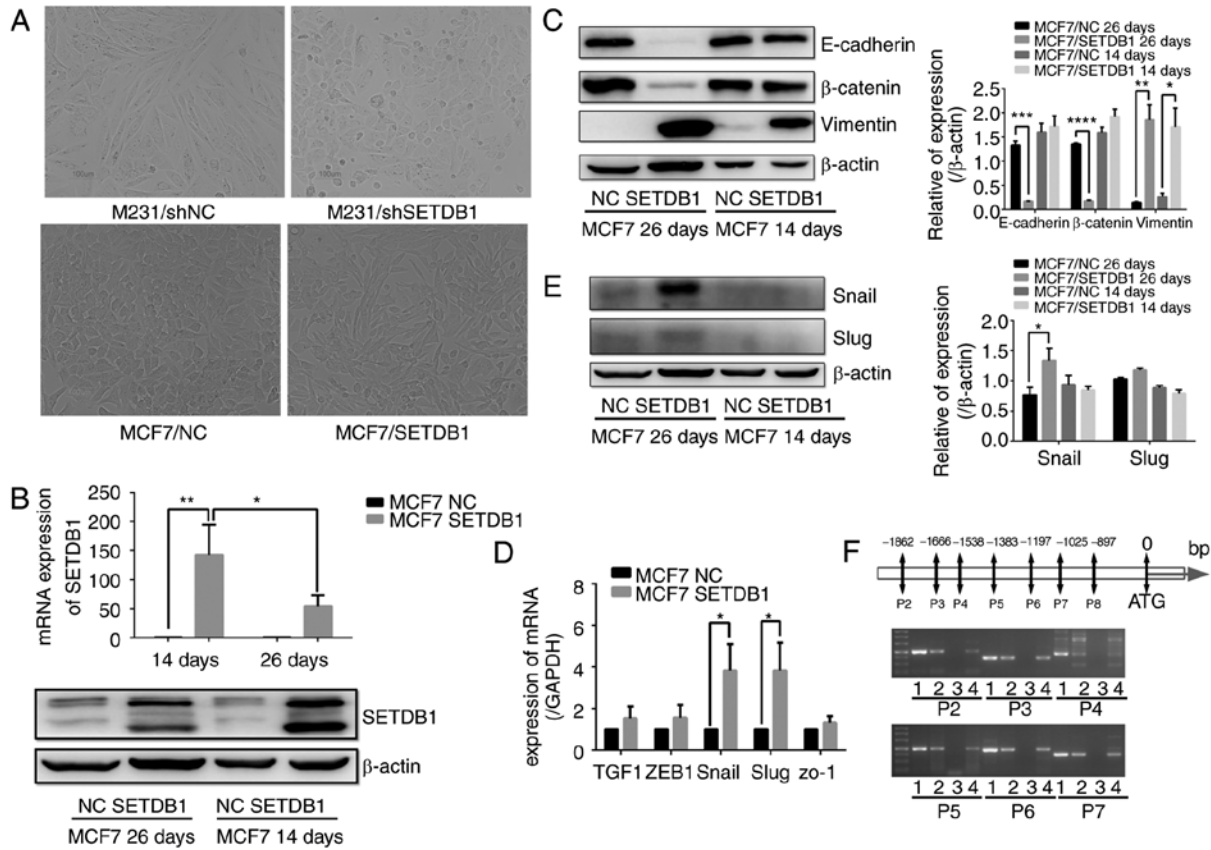 A
100um
100um
M231/shNC
M231/shSETDB1
MCF7/NC
MCF7/SETDB1
B
mRNA expression
of SETDB1
250
200
150
100
50
0
**
*
MCF7 NC
MCF7 SETDB1
14 days
26 days
SETDB1
β-actin
NC SETDB1
NC SETDB1
MCF7 26 days
MCF7 14 days
C
E-cadherin
β-catenin
Vimentin
β-actin
NC SETDB1
NC SETDB1
MCF7 26 days
MCF7 14 days
MCF7/NC 26 days
MCF7/SETDB1 26 days
MCF7/NC 14 days
MCF7/SETDB1 14 days
Relative of expression
(/β-actin)
2.0
1.5
1.0
0.5
0.0
***
****
**
*
E-cadherin
β-catenin
Vimentin
D
expression of mRNA
(/GAPDH)
8
6
4
2
0
MCF7 NC
MCF7 SETDB1
*
*
TGF1
ZEB1
Snail
Slug
zo-1
E
Snail
Slug
β-actin
NC SETDB1
NC SETDB1
MCF7 26 days
MCF7 14 days
MCF7/NC 26 days
MCF7/SETDB1 26 days
MCF7/NC 14 days
MCF7/SETDB1 14 days
Relative of expression
(/β-actin)
2.0
1.5
1.0
0.5
0.0
*
Snail
Slug
F
−1862 −1666 −1538 −1383 −1197 −1025 −897 0 bp
P2 P3 P4 P5 P6 P7 P8 ATG
1 2 3 4 1 2 3 4 1 2 3 4
P2 P3 P4
1 2 3 4 1 2 3 4 1 2 3 4
P5 P6 P7